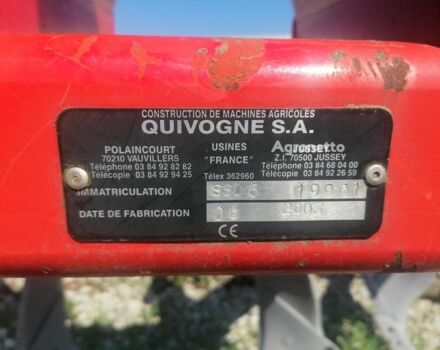 CONSTRUCTION DE MACHINES AGRICOLES
QUIVOGNE S.A.
POLAINCOURT
70210 VAUVILLERS
Téléphone 03 84 92 82 82
Télécopie 03 84 92 94 25
USINES
"FRANCE"
Télex 362960
Agrorsetto
JUSSEY
Z.I. 70500 JUSSEY
Téléphone 03 84 68 04 00
Télécopie 03 84 92 26 59
IMMATRICULATION
DATE DE FABRICATION
CE